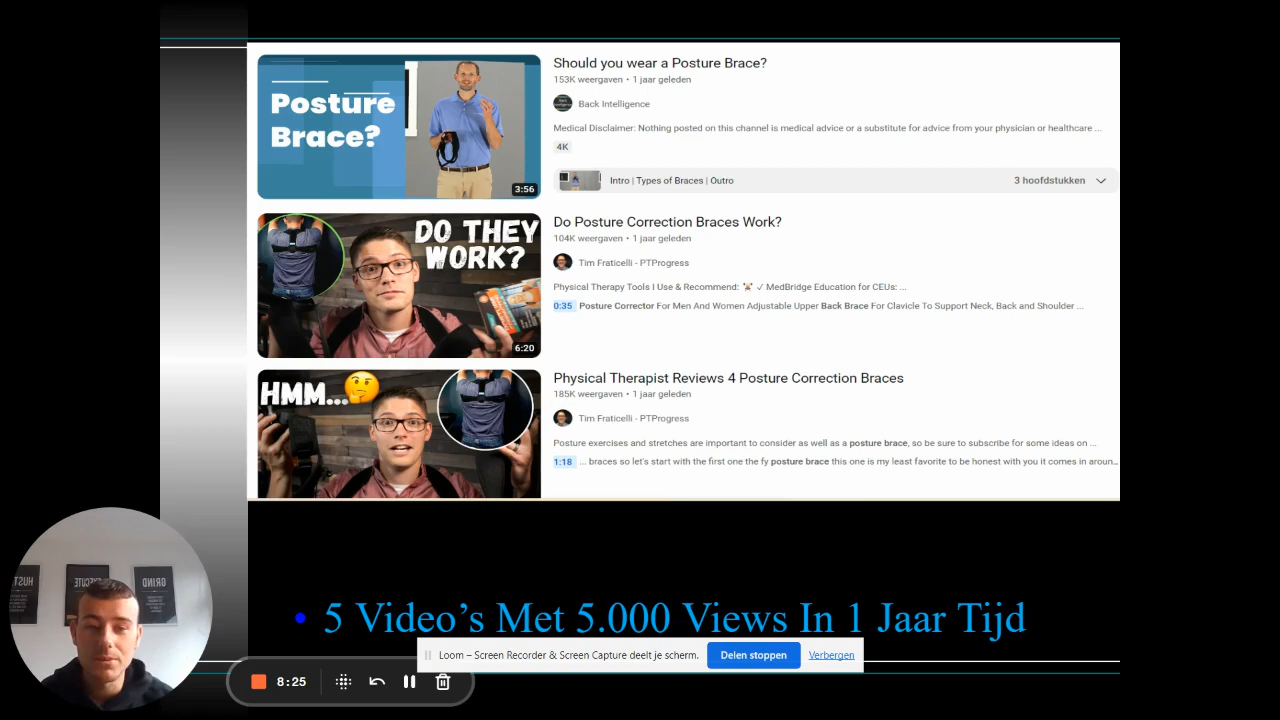 Should you wear a Posture Brace?
153K weergaven • 1 jaar geleden
Posture
Brace?
Back Intelligence
Medical Disclaimer: Nothing posted on this channel is medical advice or a substitute for advice from your physician or healthcare ...
4K
3:56
Intro | Types of Braces | Outro
3 hoofdstukken
DO THEY
WORK?
6:20
Do Posture Correction Braces Work?
104K weergaven • 1 jaar geleden
Tim Fraticelli - PTProgress
Physical Therapy Tools I Use & Recommend: ✓ MedBridge Education for CEUs: ...
0:35 Posture Corrector For Men And Women Adjustable Upper Back Brace For Clavicle To Support Neck, Back and Shoulder ...
HMM...
Physical Therapist Reviews 4 Posture Correction Braces
185K weergaven • 1 jaar geleden
Tim Fraticelli - PTProgress
Posture exercises and stretches are important to consider as well as a posture brace, so be sure to subscribe for some ideas on ...
1:18 ... braces so let's start with the first one the fy posture brace this one is my least favorite to be honest with you it comes in aroun...
HUST
EXECUTE
GRIND
• 5 Video's Met 5.000 Views In 1 Jaar Tijd
Loom – Screen Recorder & Screen Capture deelt je scherm.
Delen stoppen
Verbergen
8:25